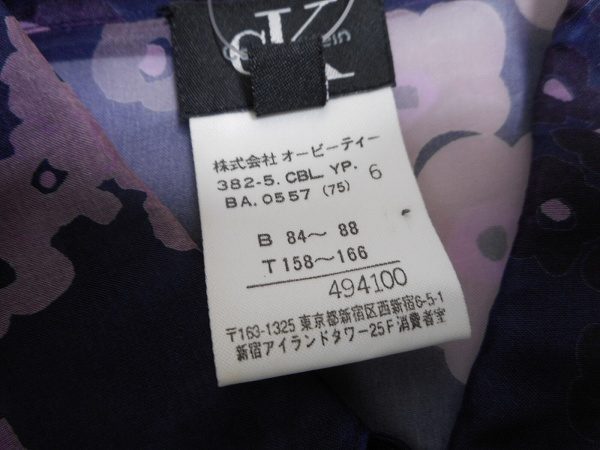 cK
株式会社 オービーティー
382-5. CBL. YP. 6
BA. 0557 (75)
B 84～ 88
T 158～166
494100
〒163-1325 東京都新宿区西新宿6-5-1
新宿アイランドタワー25F 消費者室